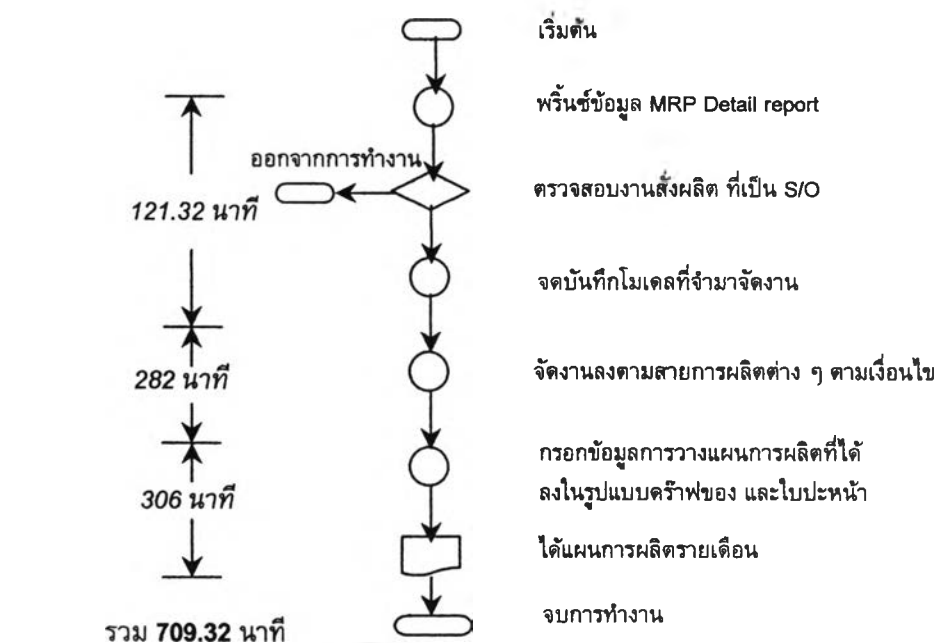 เริ่มต้น
พริ้นซ์ข้อมูล MRP Detail report
ออกจากการทำงาน
ตรวจสอบงานสั่งผลิต ที่เป็น S/O
121.32 นาที
จดบันทึกโมเดลที่จำมาจัดงาน
282 นาที
จัดงานลงตามสายการผลิตต่าง ๆ ตามเงื่อนไข
กรอกข้อมูลการวางแผนการผลิตที่ได้
306 นาที
ลงในรูปแบบดร๊าฟของ และใบปะหน้า
ได้แผนการผลิตรายเดือน
จบการทำงาน
รวม 709.32 นาที